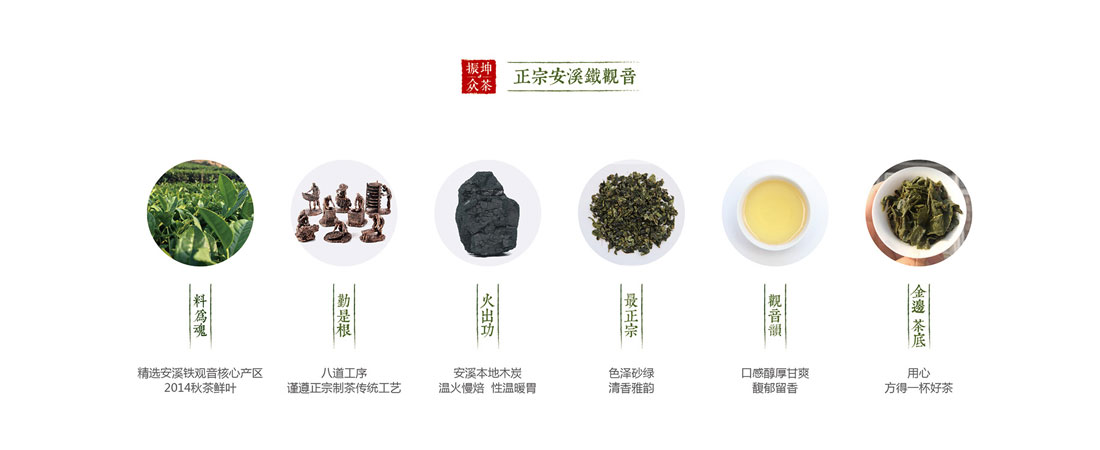 振坤
众茶
正宗安溪鐵觀音
料爲魂
精选安溪铁观音核心产区
2014秋茶鲜叶
勤是根
八道工序
谨遵正宗制茶传统工艺
火出功
安溪本地木炭
温火慢焙 性温暖胃
最正宗
色泽砂绿
清香雅韵
觀音韻
口感醇厚甘爽
馥郁留香
金邊茶底
用心
方得一杯好茶